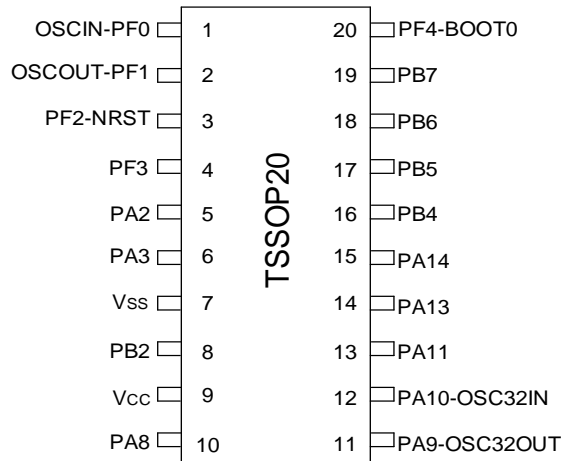 OSCIN-PF0 1 20 PF4-BOOT0
OSCOUT-PF1 2 19 PB7
PF2-NRST 3 18 PB6
PF3 4 17 PB5
PA2 5 16 PB4
PA3 6 15 PA14
Vss 7 14 PA13
PB2 8 13 PA11
Vcc 9 12 PA10-OSC32IN
PA8 10 11 PA9-OSC32OUT
TSSOP20